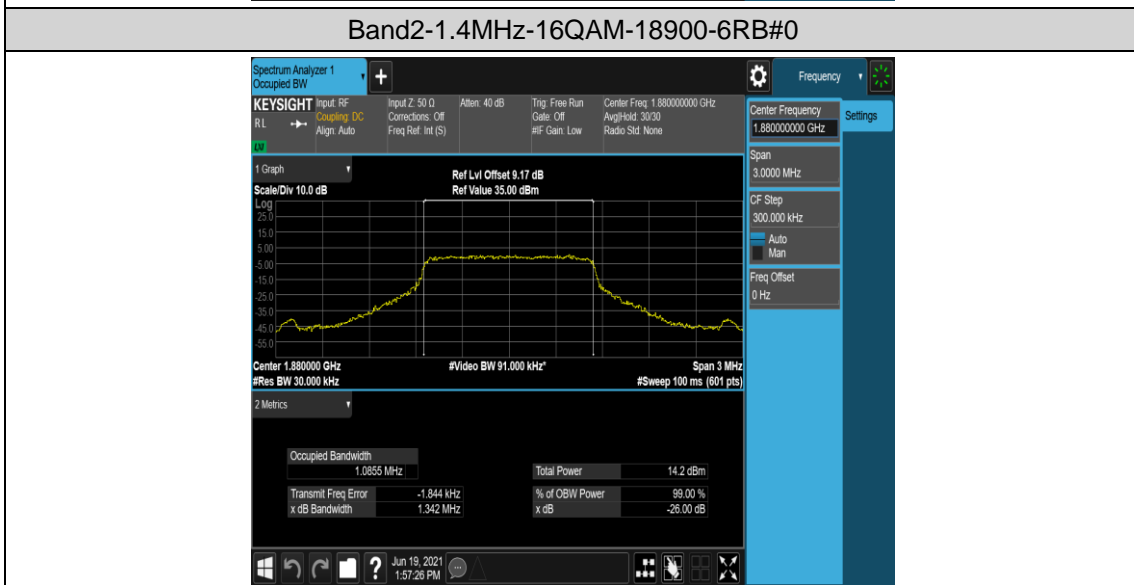 Band2-1.4MHz-16QAM-18900-6RB#0
Spectrum Analyzer 1
Occupied BW
+
Frequency
KEYSIGHT
RL
Input: RF
Coupling: DC
Align: Auto
Input Z: 50 Ω
Corrections: Off
Freq Ref: Int (S)
Atten: 40 dB
Trig: Free Run
Gate: Off
#IF Gain: Low
Center Freq: 1.880000000 GHz
Avg|Hold: 30/30
Radio Std: None
Center Frequency
1.880000000 GHz
Settings
Span
3.0000 MHz
CF Step
300.000 kHz
Auto
Man
Freq Offset
0 Hz
1 Graph
Ref Lvl Offset 9.17 dB
Scale/Div 10.0 dB
Ref Value 35.00 dBm
Log
25.0
15.0
5.00
-5.00
-15.0
-25.0
-35.0
-45.0
-55.0
Center 1.880000 GHz
#Video BW 91.000 kHz*
Span 3 MHz
#Res BW 30.000 kHz
#Sweep 100 ms (601 pts)
2 Metrics
Occupied Bandwidth
1.0855 MHz
Total Power 14.2 dBm
Transmit Freq Error -1.844 kHz
% of OBW Power 99.00 %
x dB Bandwidth 1.342 MHz
x dB -26.00 dB
?
Jun 19, 2021
1:57:26 PM